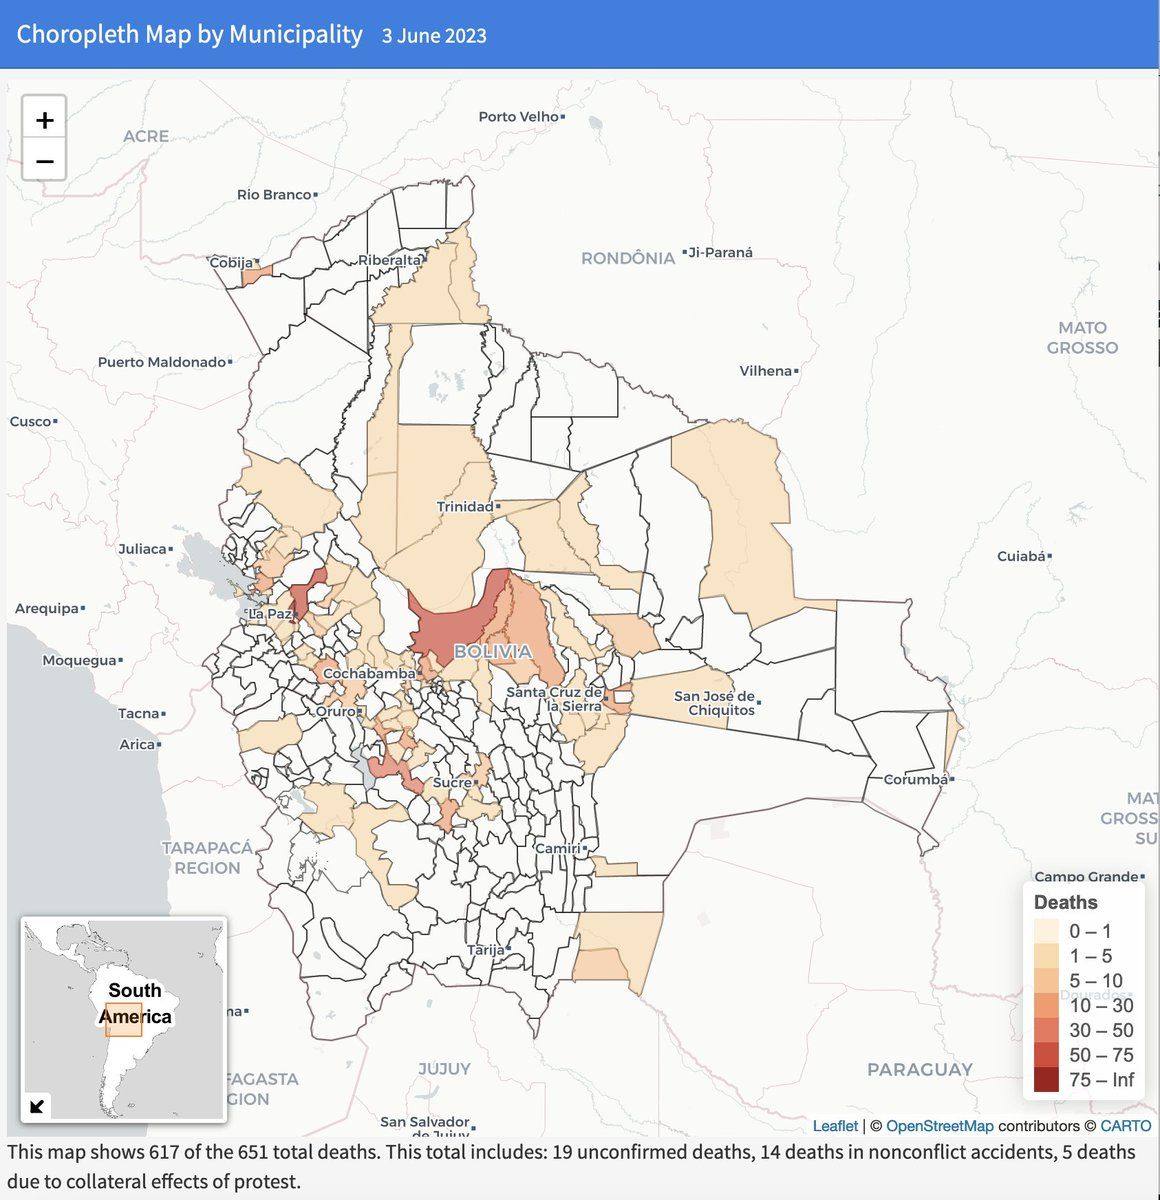 Choropleth Map by Municipality 3 June 2023
+
−
Porto Velho
ACRE
Rio Branco
RONDÔNIA
Ji-Paraná
Cobija
Riberalta
MATO
GROSSO
Puerto Maldonado
Vilhena
Cusco
Trinidad
Juliaca
Cuiabá
Arequipa
La Paz
Moquegua
BOLIVIA
Cochabamba
Santa Cruz de
la Sierra
San José de
Chiquitos
Tacna
Oruro
Arica
Sucre
Corumbá
MAT
GROSS
SU
TARAPACÁ
REGION
Camiri
Campo Grande
Tarija
Deaths
0 – 1
1 – 5
5 – 10
10 – 30
30 – 50
50 – 75
75 – Inf
Dourados
South
America
ma
FAGASTA
GION
JUJUY
PARAGUAY
San Salvador
de Jujuy
Leaflet | © OpenStreetMap contributors © CARTO
This map shows 617 of the 651 total deaths. This total includes: 19 unconfirmed deaths, 14 deaths in nonconflict accidents, 5 deaths
due to collateral effects of protest.